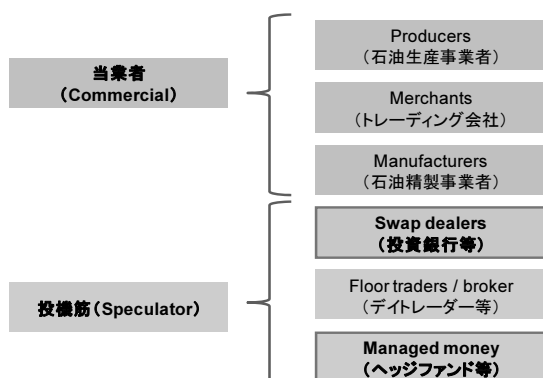 当業者
（Commercial）
Producers
（石油生産事業者）
Merchants
（トレーディング会社）
Manufacturers
（石油精製事業者）
投機筋（Speculator）
Swap dealers
（投資銀行等）
Floor traders / broker
（デイトレーダー等）
Managed money
（ヘッジファンド等）